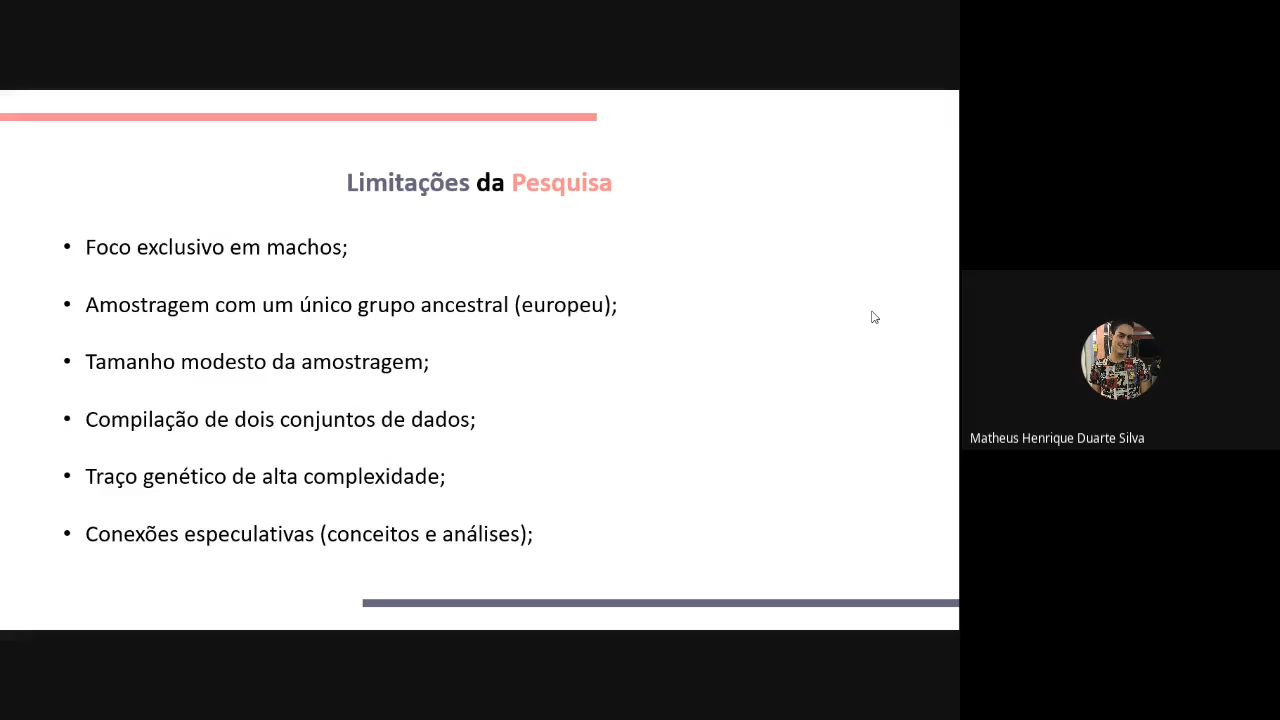 Limitações da Pesquisa
• Foco exclusivo em machos;
• Amostragem com um único grupo ancestral (europeu);
• Tamanho modesto da amostragem;
• Compilação de dois conjuntos de dados;
• Traço genético de alta complexidade;
• Conexões especulativas (conceitos e análises);
Matheus Henrique Duarte Silva